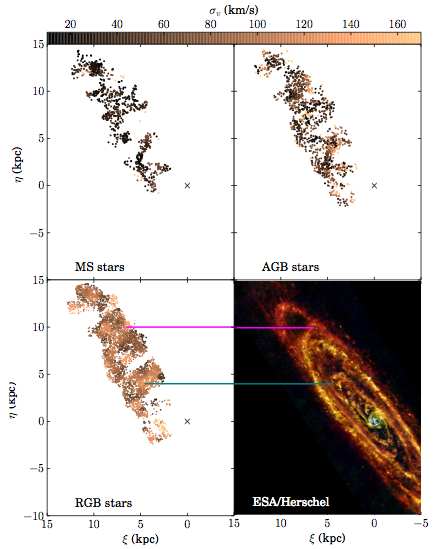 σ_v (km/s)
20 40 60 80 100 120 140 160
15
10
5
0
−5
η (kpc)
MS stars
AGB stars
15
10
5
0
−5
−10
η (kpc)
RGB stars
ESA/Herschel
15 10 5 0 15 10 5 0 −5
ξ (kpc) ξ (kpc)